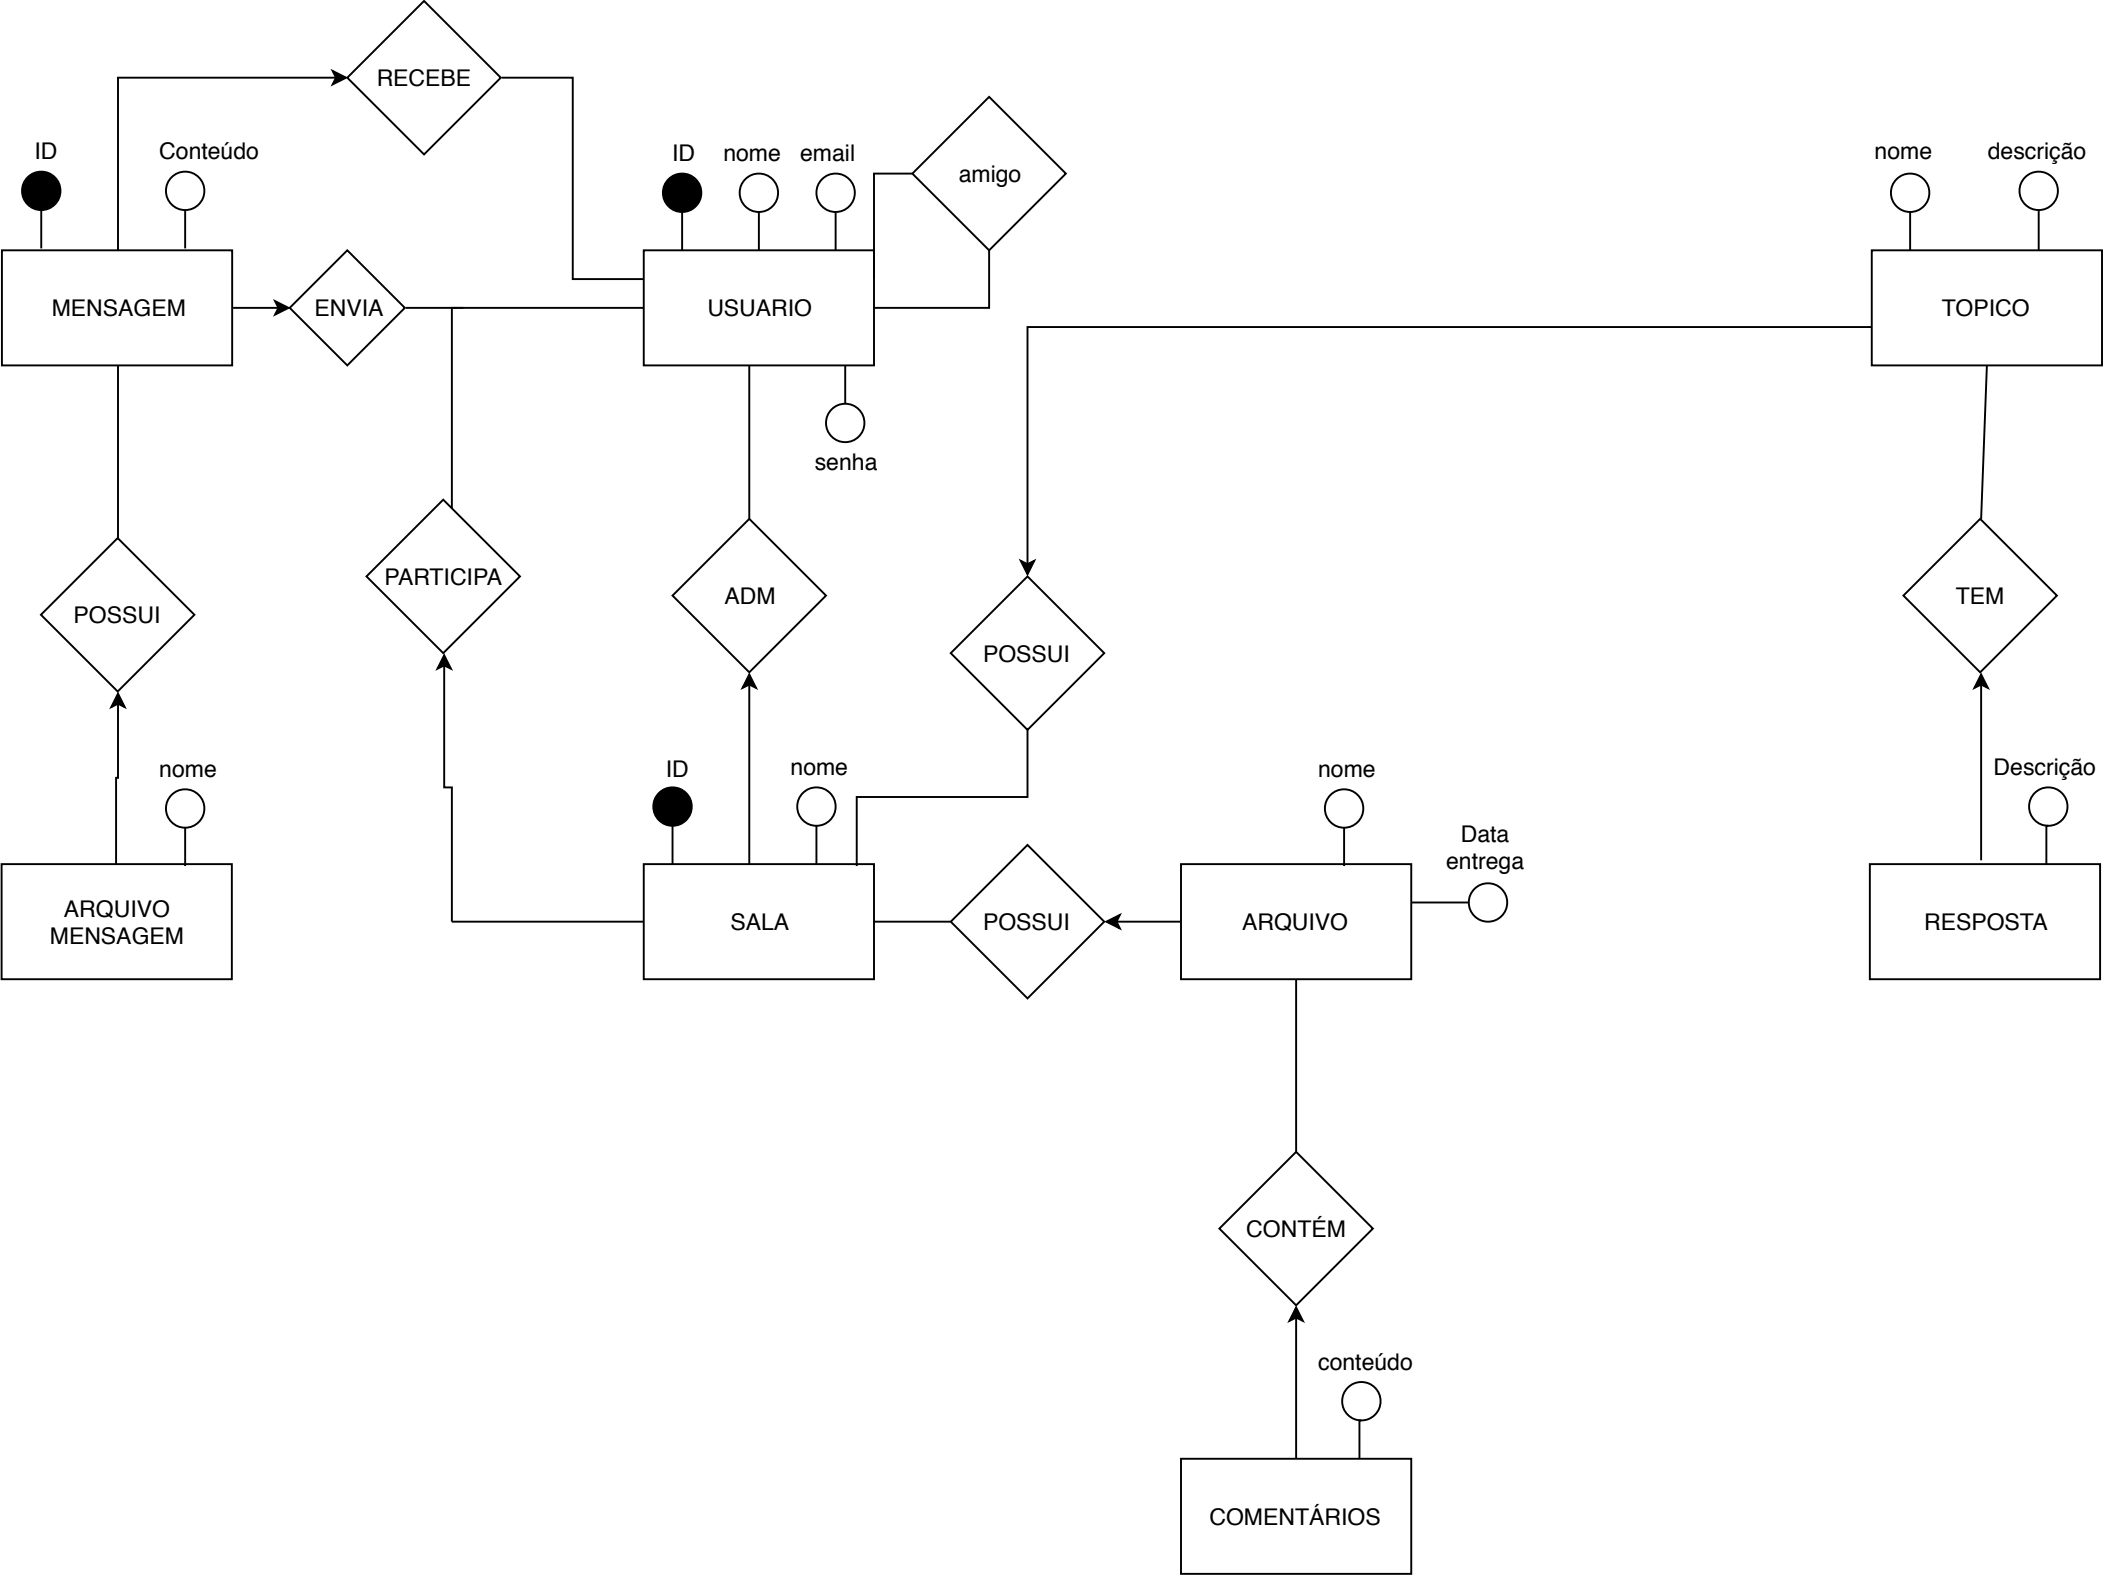 RECEBE
ID
Conteúdo
ID
nome
email
amigo
nome
descrição
MENSAGEM
ENVIA
USUARIO
TOPICO
senha
POSSUI
PARTICIPA
ADM
POSSUI
TEM
nome
ID
nome
nome
Descrição
Data
entrega
ARQUIVO
MENSAGEM
SALA
POSSUI
ARQUIVO
RESPOSTA
CONTÉM
conteúdo
COMENTÁRIOS